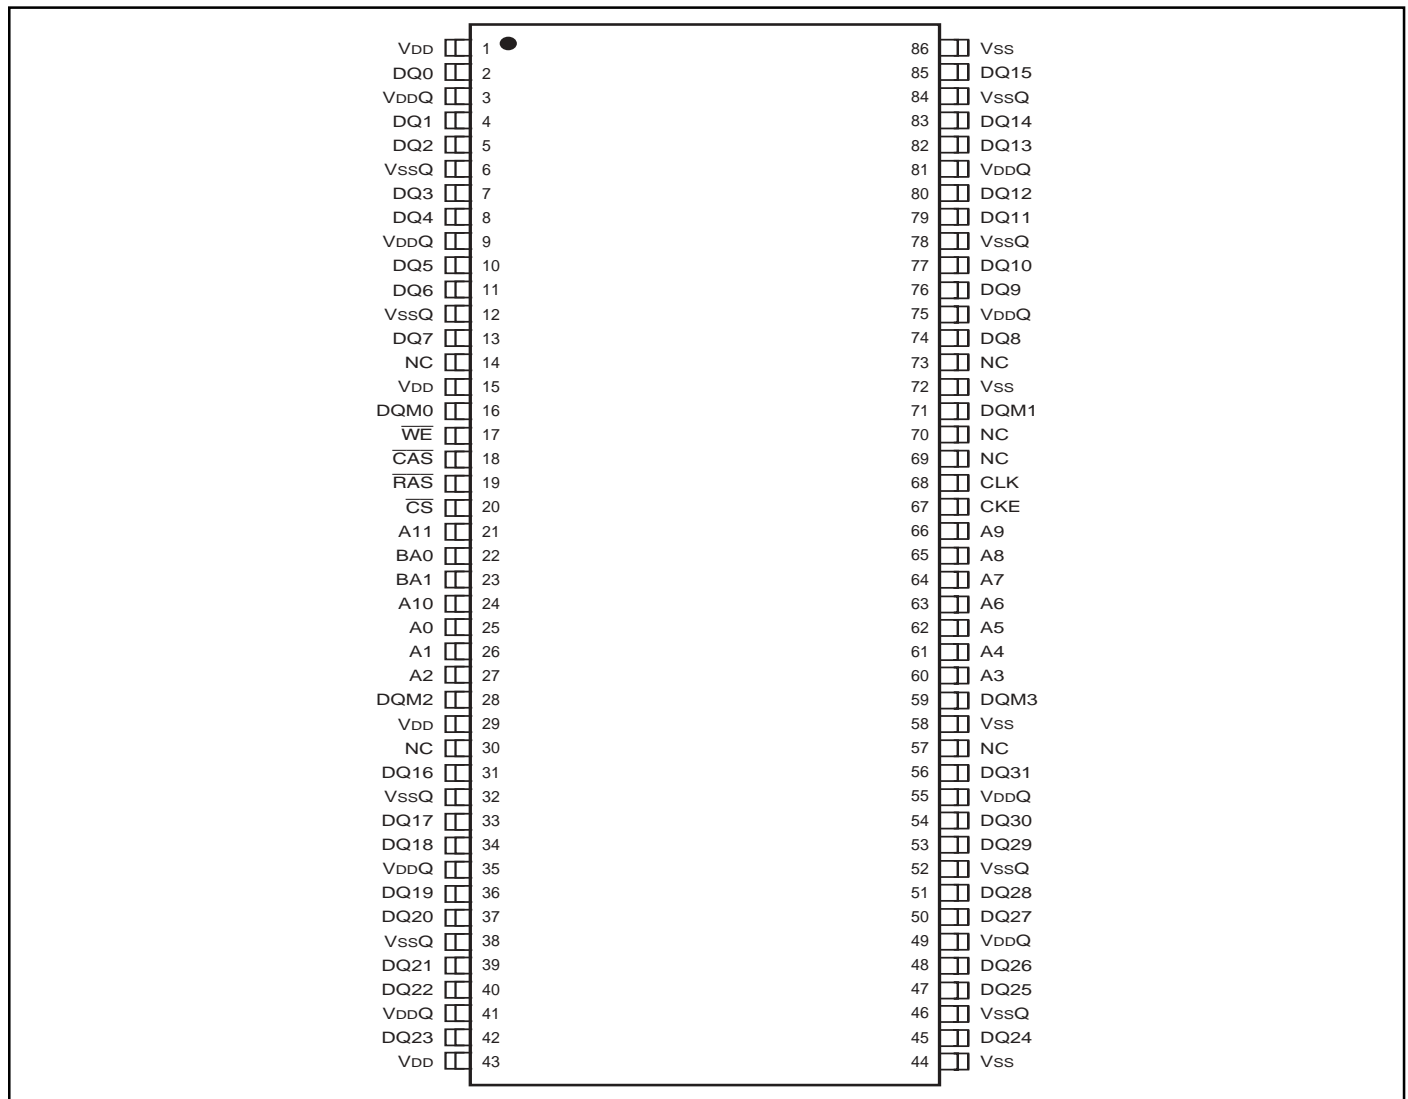 VDD 1 86 VSS
DQ0 2 85 DQ15
VDDQ 3 84 VSSQ
DQ1 4 83 DQ14
DQ2 5 82 DQ13
VSSQ 6 81 VDDQ
DQ3 7 80 DQ12
DQ4 8 79 DQ11
VDDQ 9 78 VSSQ
DQ5 10 77 DQ10
DQ6 11 76 DQ9
VSSQ 12 75 VDDQ
DQ7 13 74 DQ8
NC 14 73 NC
VDD 15 72 VSS
DQM0 16 71 DQM1
W̅E̅ 17 70 NC
C̅A̅S̅ 18 69 NC
R̅A̅S̅ 19 68 CLK
C̅S̅ 20 67 CKE
A11 21 66 A9
BA0 22 65 A8
BA1 23 64 A7
A10 24 63 A6
A0 25 62 A5
A1 26 61 A4
A2 27 60 A3
DQM2 28 59 DQM3
VDD 29 58 VSS
NC 30 57 NC
DQ16 31 56 DQ31
VSSQ 32 55 VDDQ
DQ17 33 54 DQ30
DQ18 34 53 DQ29
VDDQ 35 52 VSSQ
DQ19 36 51 DQ28
DQ20 37 50 DQ27
VSSQ 38 49 VDDQ
DQ21 39 48 DQ26
DQ22 40 47 DQ25
VDDQ 41 46 VSSQ
DQ23 42 45 DQ24
VDD 43 44 VSS